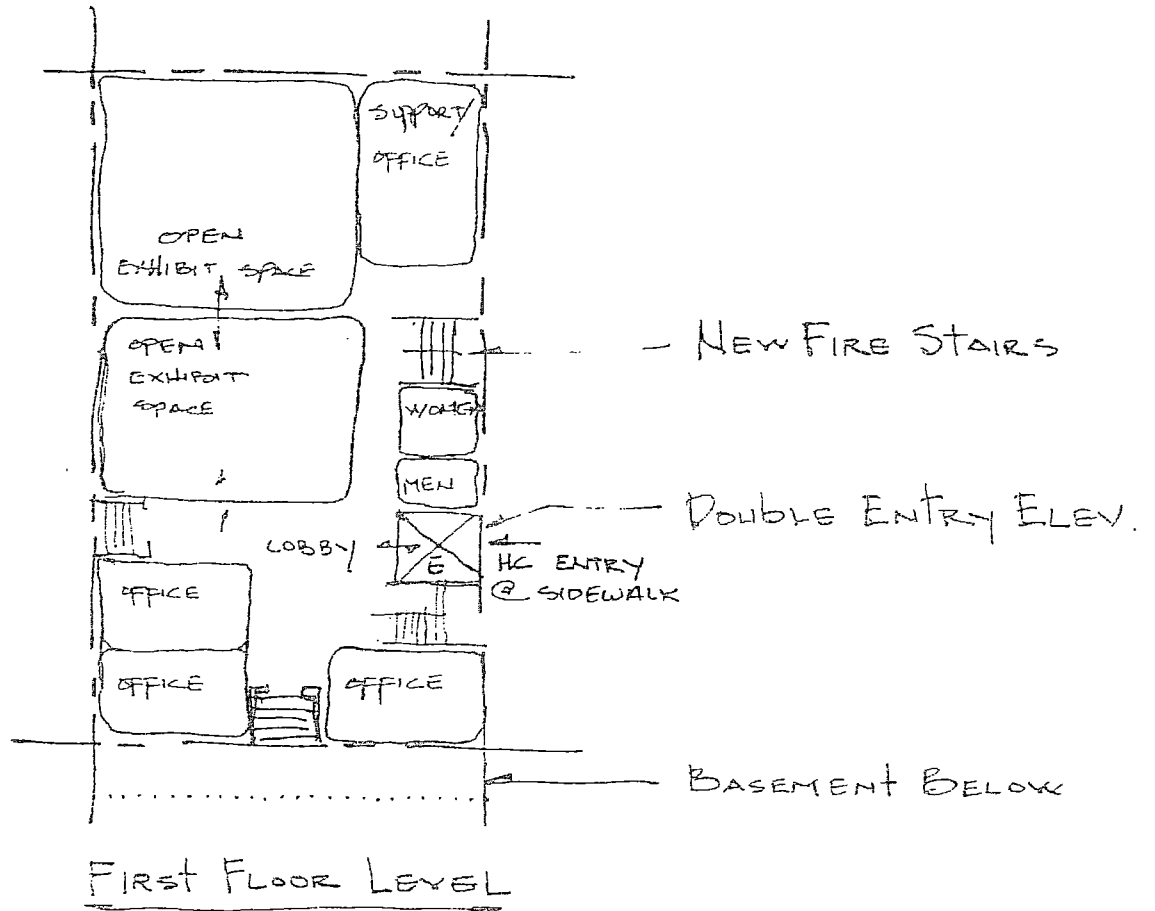 SUPPORT/
OFFICE
OPEN
EXHIBIT SPACE
OPEN
EXHIBIT
SPACE
NEW FIRE STAIRS
WOMEN
MEN
DOUBLE ENTRY ELEV.
LOBBY
E
HC ENTRY
@ SIDEWALK
OFFICE
OFFICE
OFFICE
BASEMENT BELOW
FIRST FLOOR LEVEL